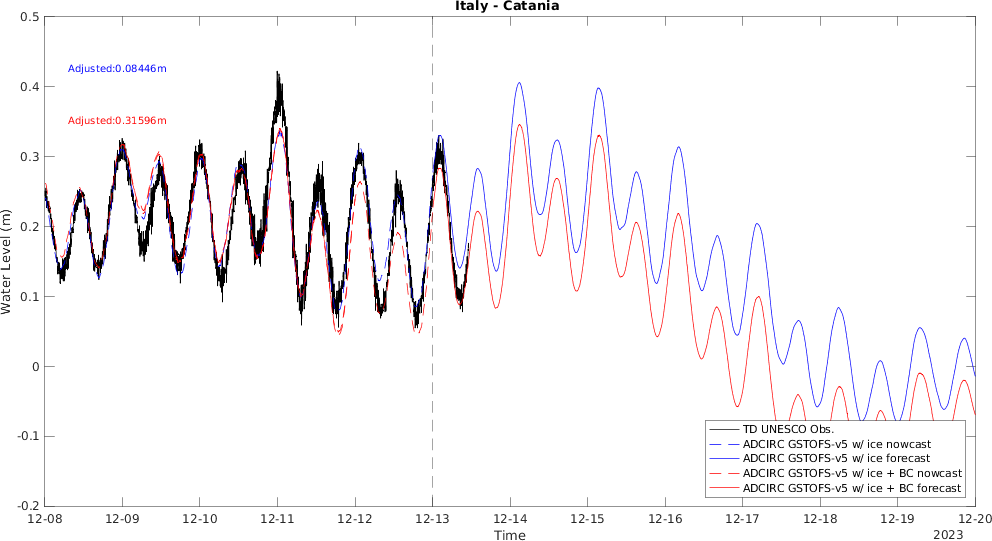 Italy - Catania
Adjusted:0.08446m
Adjusted:0.31596m
Water Level (m)
0.5
0.4
0.3
0.2
0.1
0
-0.1
-0.2
TD UNESCO Obs.
ADCIRC GSTOFS-v5 w/ ice nowcast
ADCIRC GSTOFS-v5 w/ ice forecast
ADCIRC GSTOFS-v5 w/ ice + BC nowcast
ADCIRC GSTOFS-v5 w/ ice + BC forecast
12-08 12-09 12-10 12-11 12-12 12-13 12-14 12-15 12-16 12-17 12-18 12-19 12-20
Time
2023